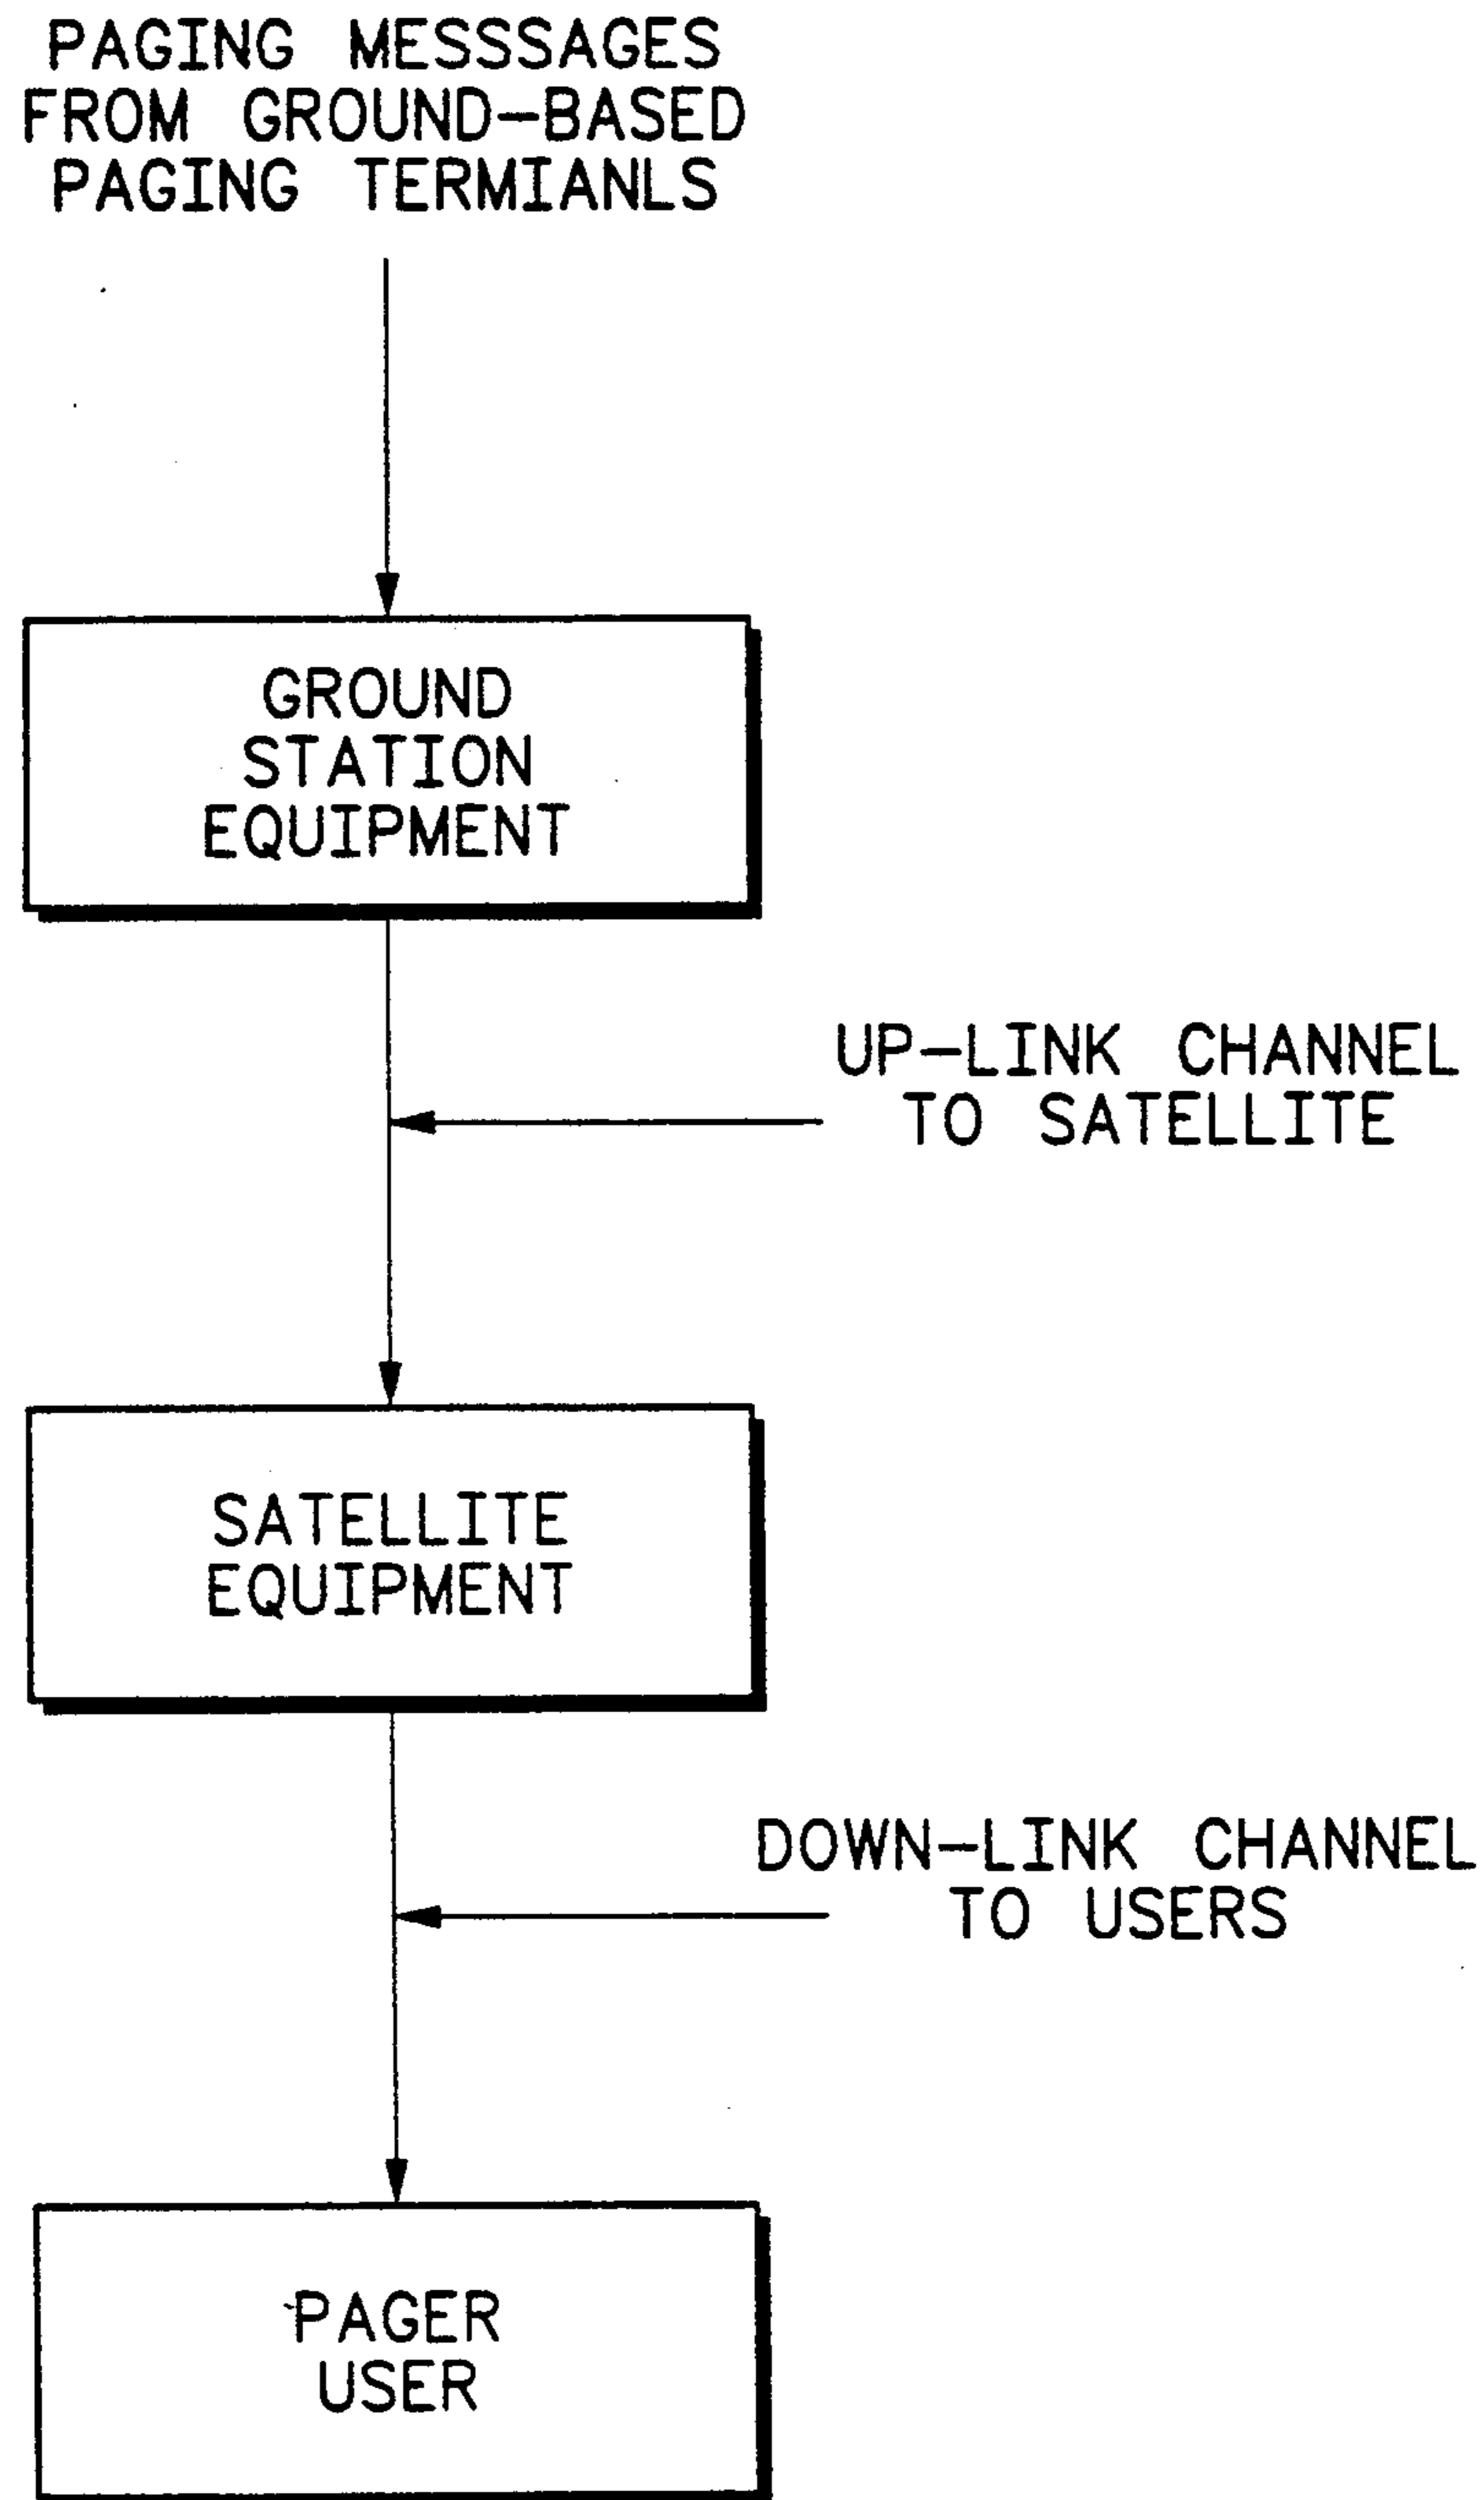 PAGING MESSSAGES
FROM GROUND-BASED
PAGING TERMIANLS
GROUND
STATION
EQUIPMENT
UP-LINK CHANNEL
TO SATELLITE
SATELLITE
EQUIPMENT
DOWN-LINK CHANNEL
TO USERS
PAGER
USER